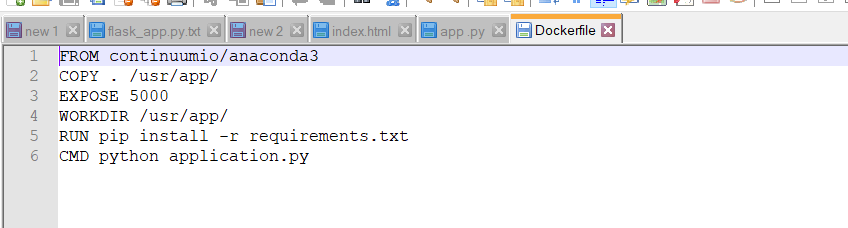 new 1 flask_app.py.txt new 2 index.html app .py Dockerfile
1 FROM continuumio/anaconda3
2 COPY . /usr/app/
3 EXPOSE 5000
4 WORKDIR /usr/app/
5 RUN pip install -r requirements.txt
6 CMD python application.py